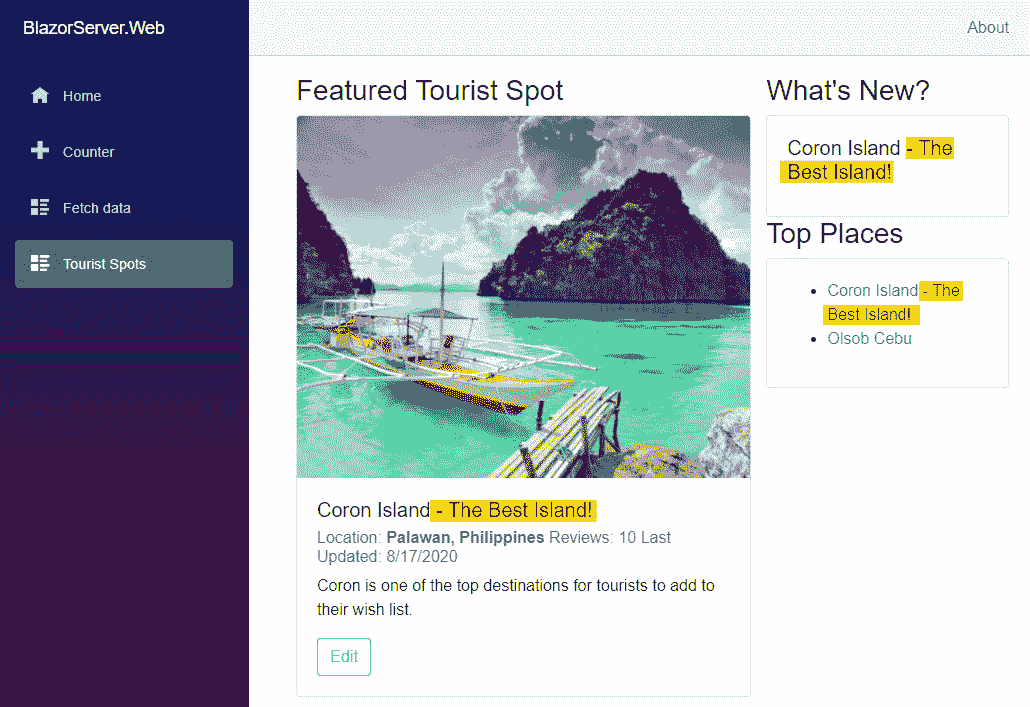 BlazorServer.Web
About
Home
Counter
Fetch data
Tourist Spots
Featured Tourist Spot
Coron Island - The Best Island!
Location: Palawan, Philippines Reviews: 10 Last
Updated: 8/17/2020
Coron is one of the top destinations for tourists to add to
their wish list.
Edit
What's New?
Coron Island - The
Best Island!
Top Places
Coron Island - The
Best Island!
Olsob Cebu